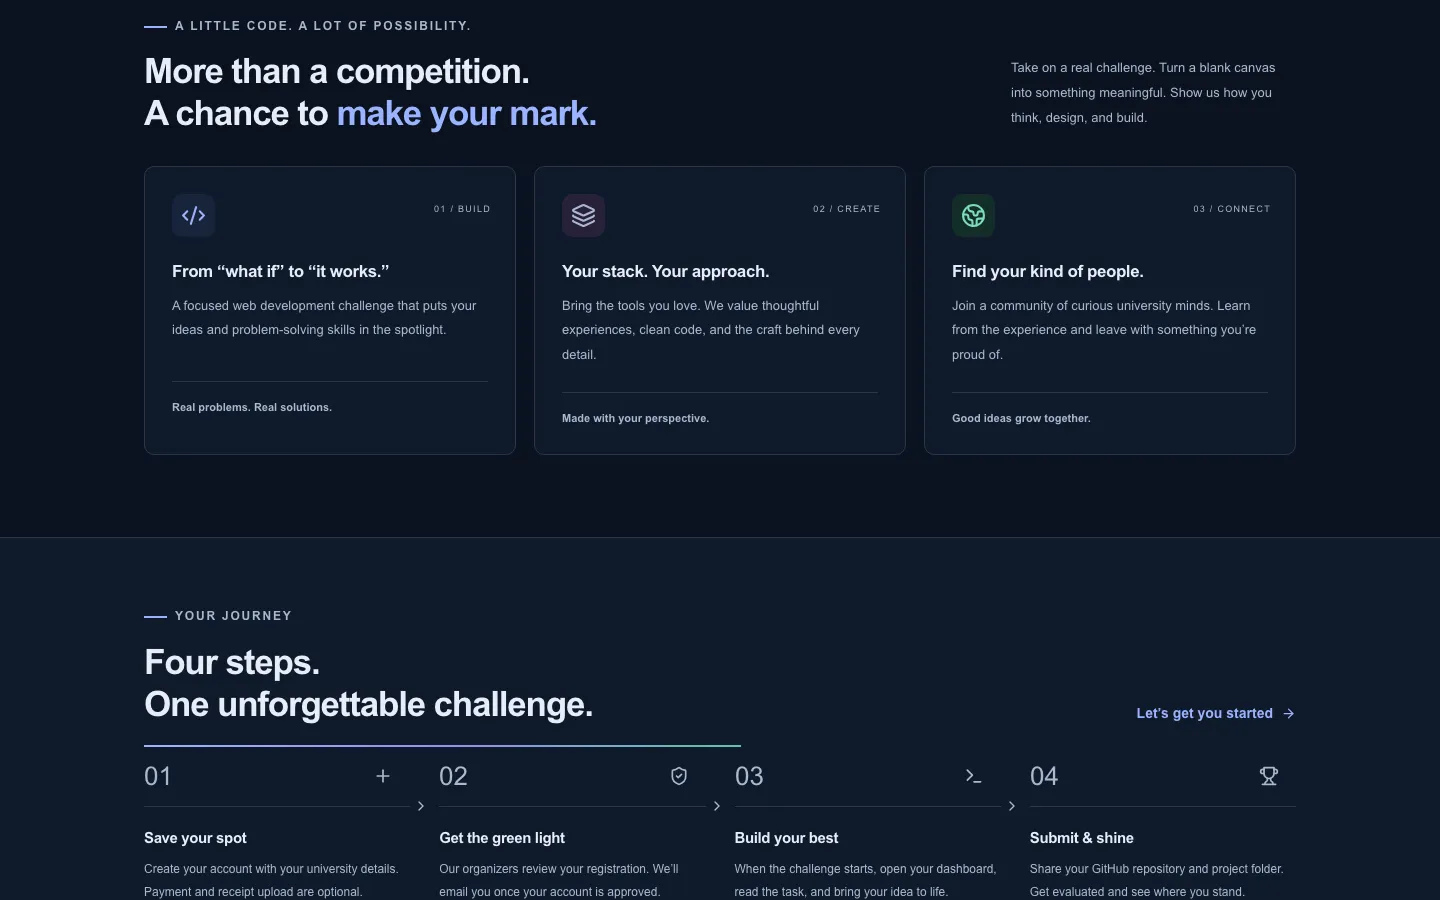 A LITTLE CODE. A LOT OF POSSIBILITY.
More than a competition.
A chance to make your mark.
Take on a real challenge. Turn a blank canvas
into something meaningful. Show us how you
think, design, and build.
01 / BUILD
From “what if” to “it works.”
A focused web development challenge that puts your
ideas and problem-solving skills in the spotlight.
Real problems. Real solutions.
02 / CREATE
Your stack. Your approach.
Bring the tools you love. We value thoughtful
experiences, clean code, and the craft behind every
detail.
Made with your perspective.
03 / CONNECT
Find your kind of people.
Join a community of curious university minds. Learn
from the experience and leave with something you’re
proud of.
Good ideas grow together.
YOUR JOURNEY
Four steps.
One unforgettable challenge.
Let’s get you started
01
Save your spot
Create your account with your university details.
Payment and receipt upload are optional.
02
Get the green light
Our organizers review your registration. We’ll
email you once your account is approved.
03
Build your best
When the challenge starts, open your dashboard,
read the task, and bring your idea to life.
04
Submit & shine
Share your GitHub repository and project folder.
Get evaluated and see where you stand.